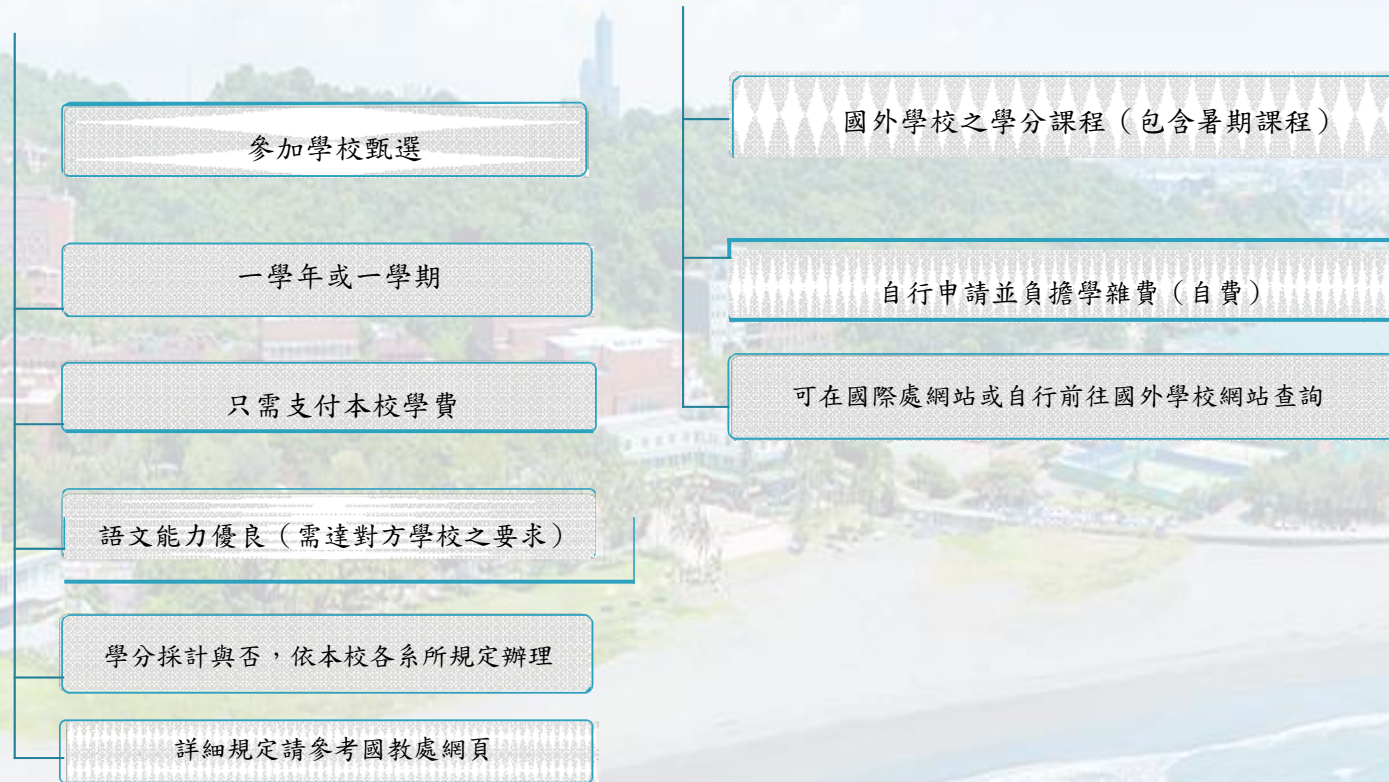 參加學校甄選
一學年或一學期
只需支付本校學費
語文能力優良（需達對方學校之要求）
學分採計與否，依本校各系所規定辦理
詳細規定請參考國教處網頁
國外學校之學分課程（包含暑期課程）
自行申請並負擔學雜費（自費）
可在國際處網站或自行前往國外學校網站查詢